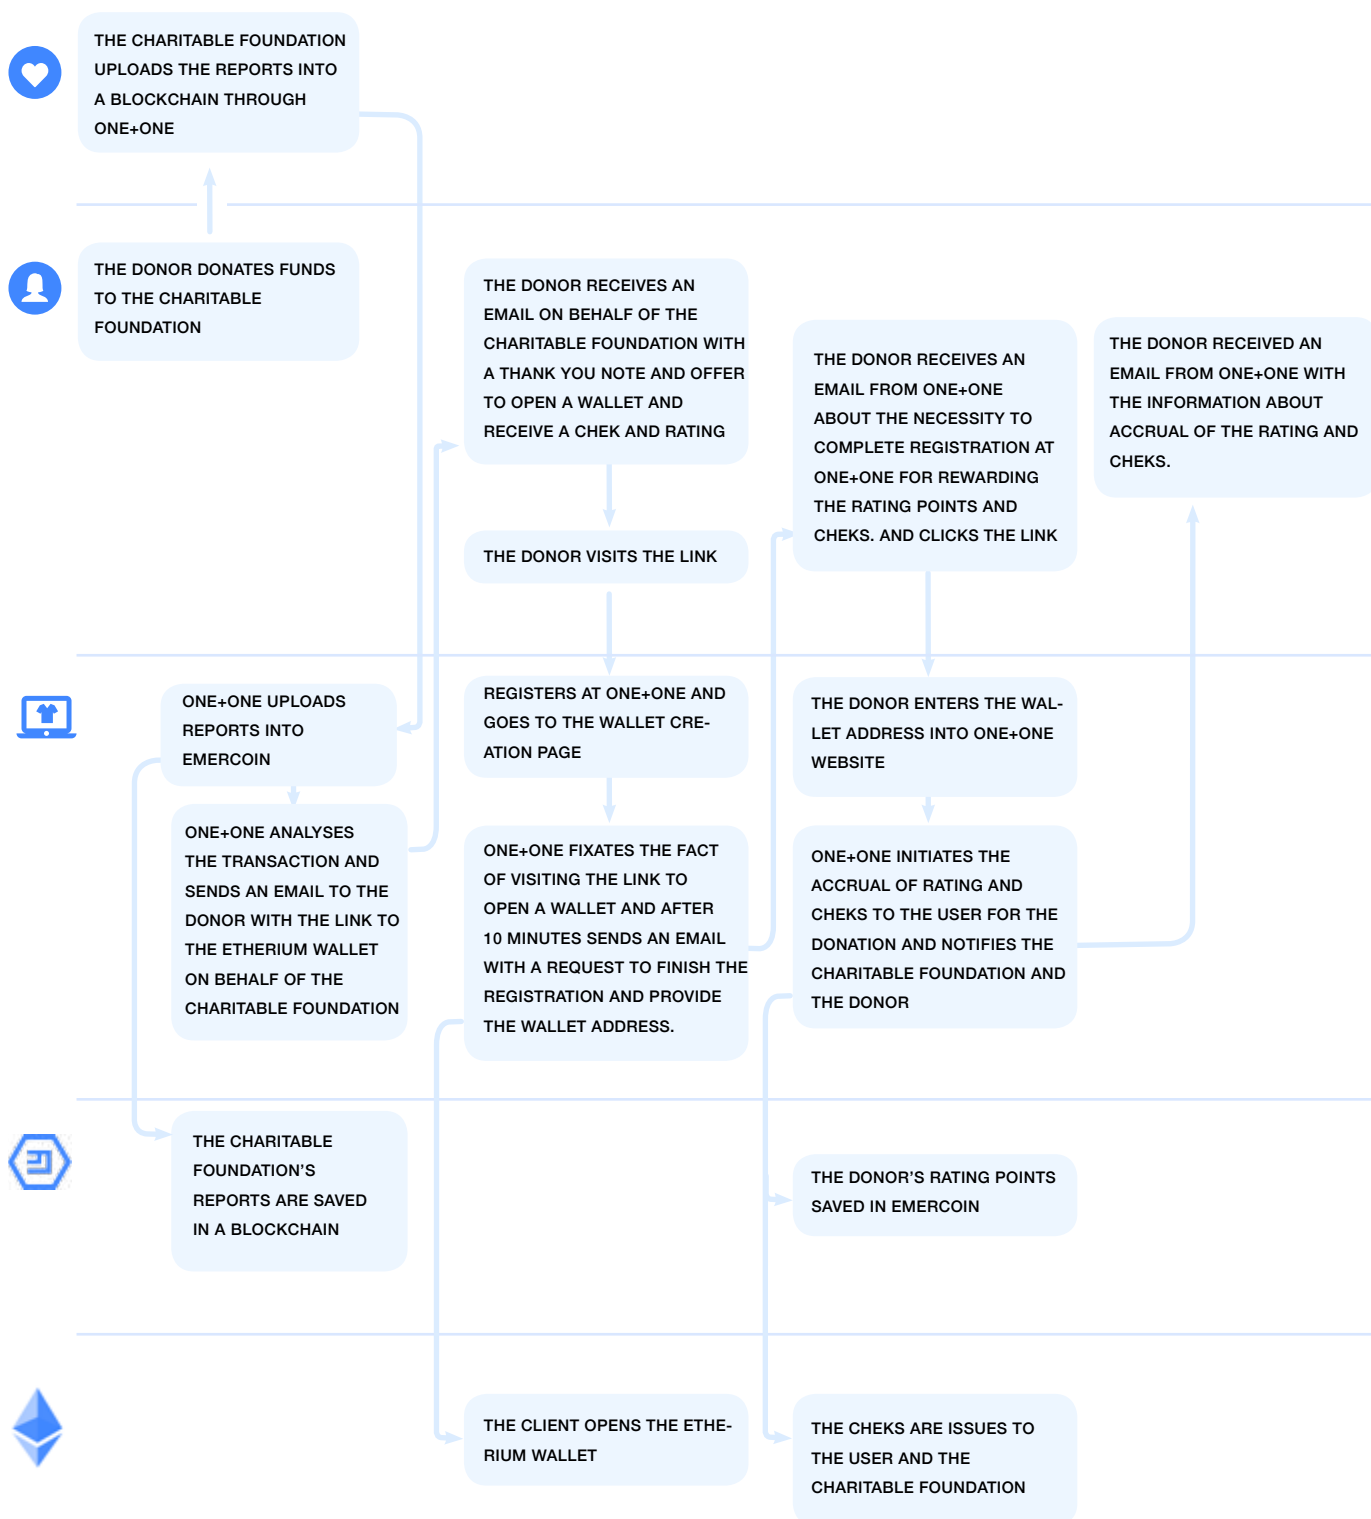 THE CHARITABLE FOUNDATION
UPLOADS THE REPORTS INTO
A BLOCKCHAIN THROUGH
ONE+ONE
THE DONOR DONATES FUNDS
TO THE CHARITABLE
FOUNDATION
THE DONOR RECEIVES AN
EMAIL ON BEHALF OF THE
CHARITABLE FOUNDATION WITH
A THANK YOU NOTE AND OFFER
TO OPEN A WALLET AND
RECEIVE A CHEK AND RATING
THE DONOR VISITS THE LINK
THE DONOR RECEIVES AN
EMAIL FROM ONE+ONE
ABOUT THE NECESSITY TO
COMPLETE REGISTRATION AT
ONE+ONE FOR REWARDING
THE RATING POINTS AND
CHEKS. AND CLICKS THE LINK
THE DONOR RECEIVED AN
EMAIL FROM ONE+ONE WITH
THE INFORMATION ABOUT
ACCRUAL OF THE RATING AND
CHEKS.
ONE+ONE UPLOADS
REPORTS INTO
EMERCOIN
ONE+ONE ANALYSES
THE TRANSACTION AND
SENDS AN EMAIL TO THE
DONOR WITH THE LINK TO
THE ETHERIUM WALLET
ON BEHALF OF THE
CHARITABLE FOUNDATION
REGISTERS AT ONE+ONE AND
GOES TO THE WALLET CRE-
ATION PAGE
ONE+ONE FIXATES THE FACT
OF VISITING THE LINK TO
OPEN A WALLET AND AFTER
10 MINUTES SENDS AN EMAIL
WITH A REQUEST TO FINISH THE
REGISTRATION AND PROVIDE
THE WALLET ADDRESS.
THE DONOR ENTERS THE WAL-
LET ADDRESS INTO ONE+ONE
WEBSITE
ONE+ONE INITIATES THE
ACCRUAL OF RATING AND
CHEKS TO THE USER FOR THE
DONATION AND NOTIFIES THE
CHARITABLE FOUNDATION AND
THE DONOR
THE CHARITABLE
FOUNDATION'S
REPORTS ARE SAVED
IN A BLOCKCHAIN
THE DONOR'S RATING POINTS
SAVED IN EMERCOIN
THE CLIENT OPENS THE ETHE-
RIUM WALLET
THE CHEKS ARE ISSUES TO
THE USER AND THE
CHARITABLE FOUNDATION